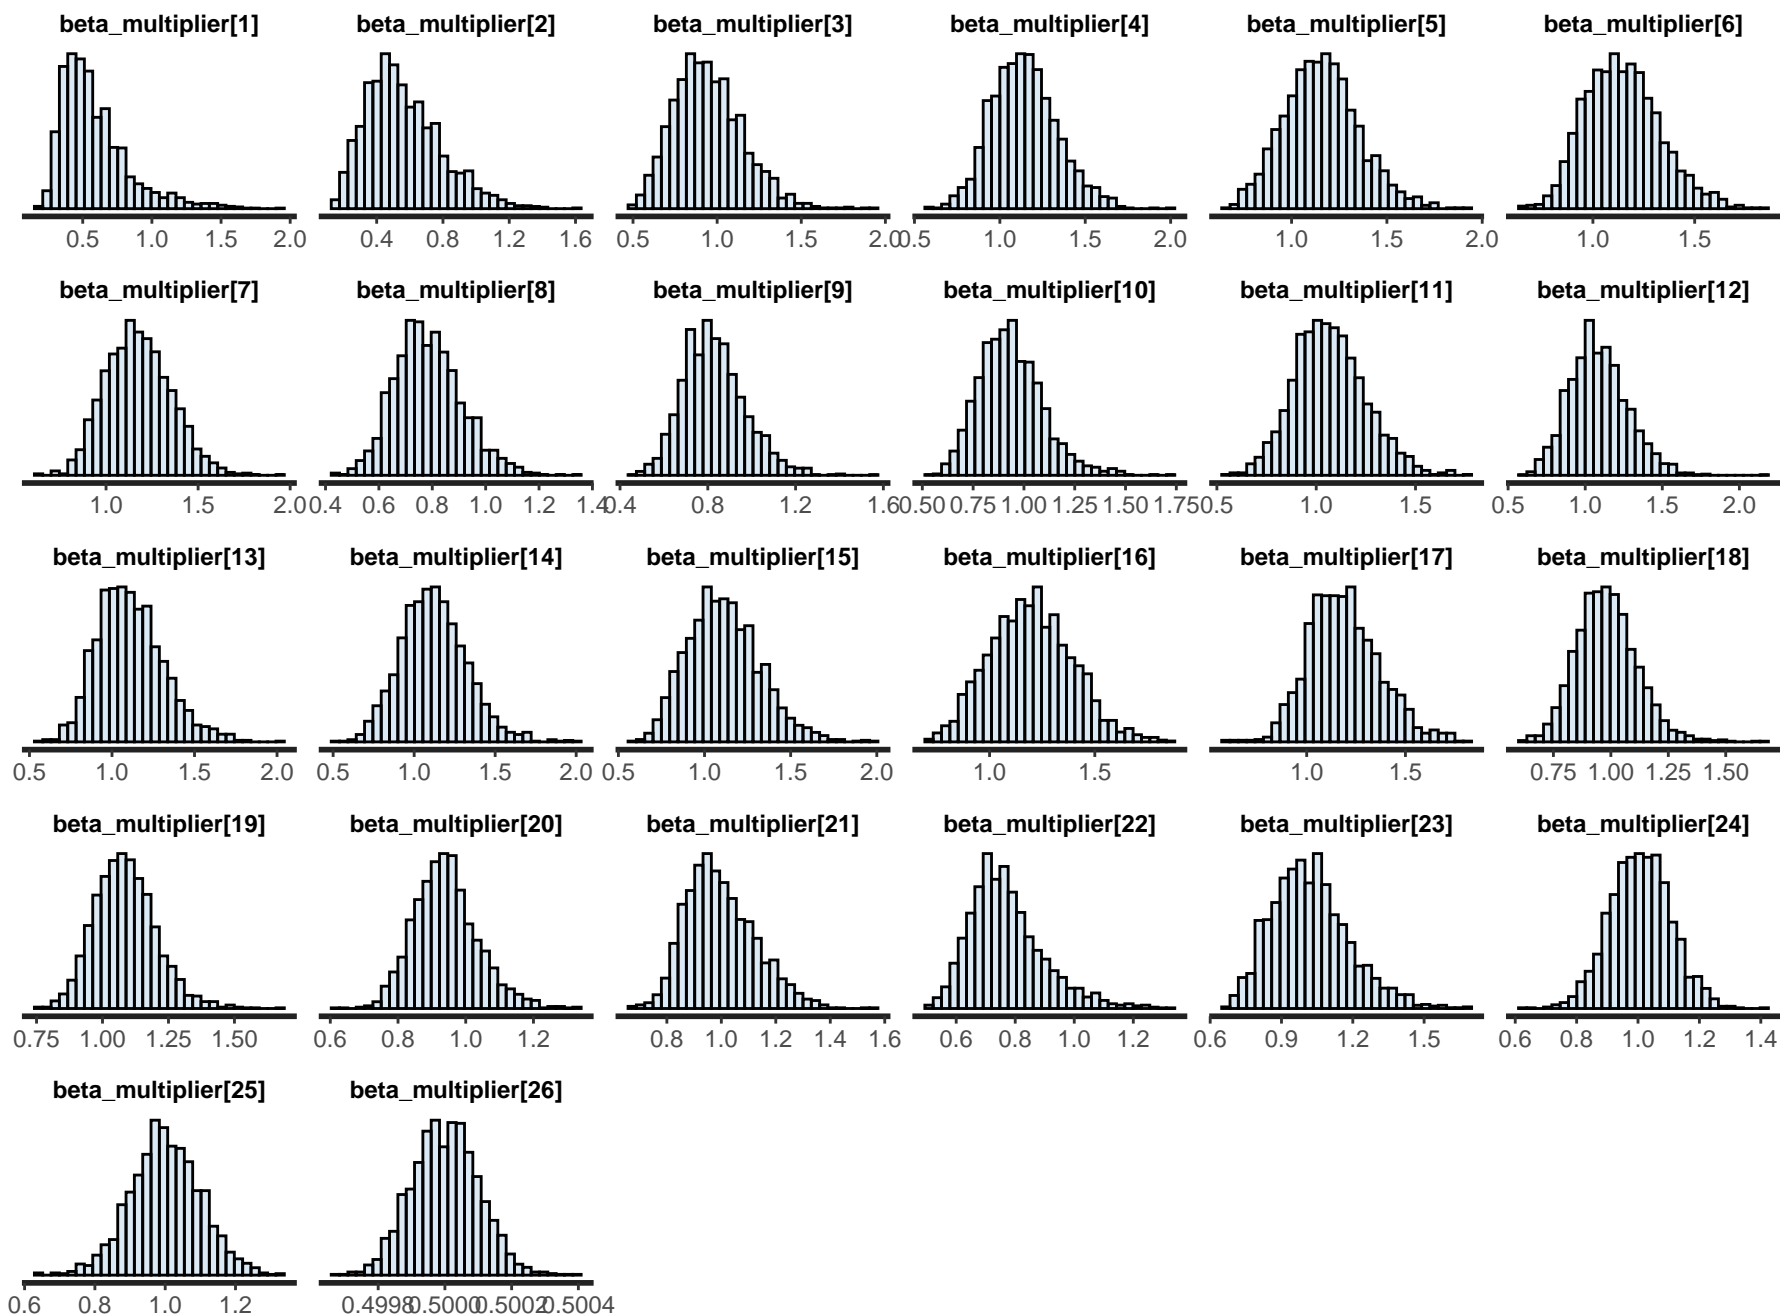 beta_multiplier[1] beta_multiplier[2] beta_multiplier[3] beta_multiplier[4] beta_multiplier[5] beta_multiplier[6]
0.5 1.0 1.5 2.0 0.4 0.8 1.2 1.6 0.5 1.0 1.5 2.0 0.5 1.0 1.5 2.0 1.0 1.5 2.0 1.0 1.5
beta_multiplier[7] beta_multiplier[8] beta_multiplier[9] beta_multiplier[10] beta_multiplier[11] beta_multiplier[12]
1.0 1.5 2.0 0.4 0.6 0.8 1.0 1.2 1.4 0.4 0.8 1.2 1.6 0.50 0.75 1.00 1.25 1.50 1.75 0.5 1.0 1.5 0.5 1.0 1.5 2.0
beta_multiplier[13] beta_multiplier[14] beta_multiplier[15] beta_multiplier[16] beta_multiplier[17] beta_multiplier[18]
0.5 1.0 1.5 2.0 0.5 1.0 1.5 2.0 0.5 1.0 1.5 2.0 1.0 1.5 1.0 1.5 0.75 1.00 1.25 1.50
beta_multiplier[19] beta_multiplier[20] beta_multiplier[21] beta_multiplier[22] beta_multiplier[23] beta_multiplier[24]
0.75 1.00 1.25 1.50 0.6 0.8 1.0 1.2 0.8 1.0 1.2 1.4 1.6 0.6 0.8 1.0 1.2 0.6 0.9 1.2 1.5 0.6 0.8 1.0 1.2 1.4
beta_multiplier[25] beta_multiplier[26]
0.6 0.8 1.0 1.2 0.4998 0.5000 0.5002 0.5004